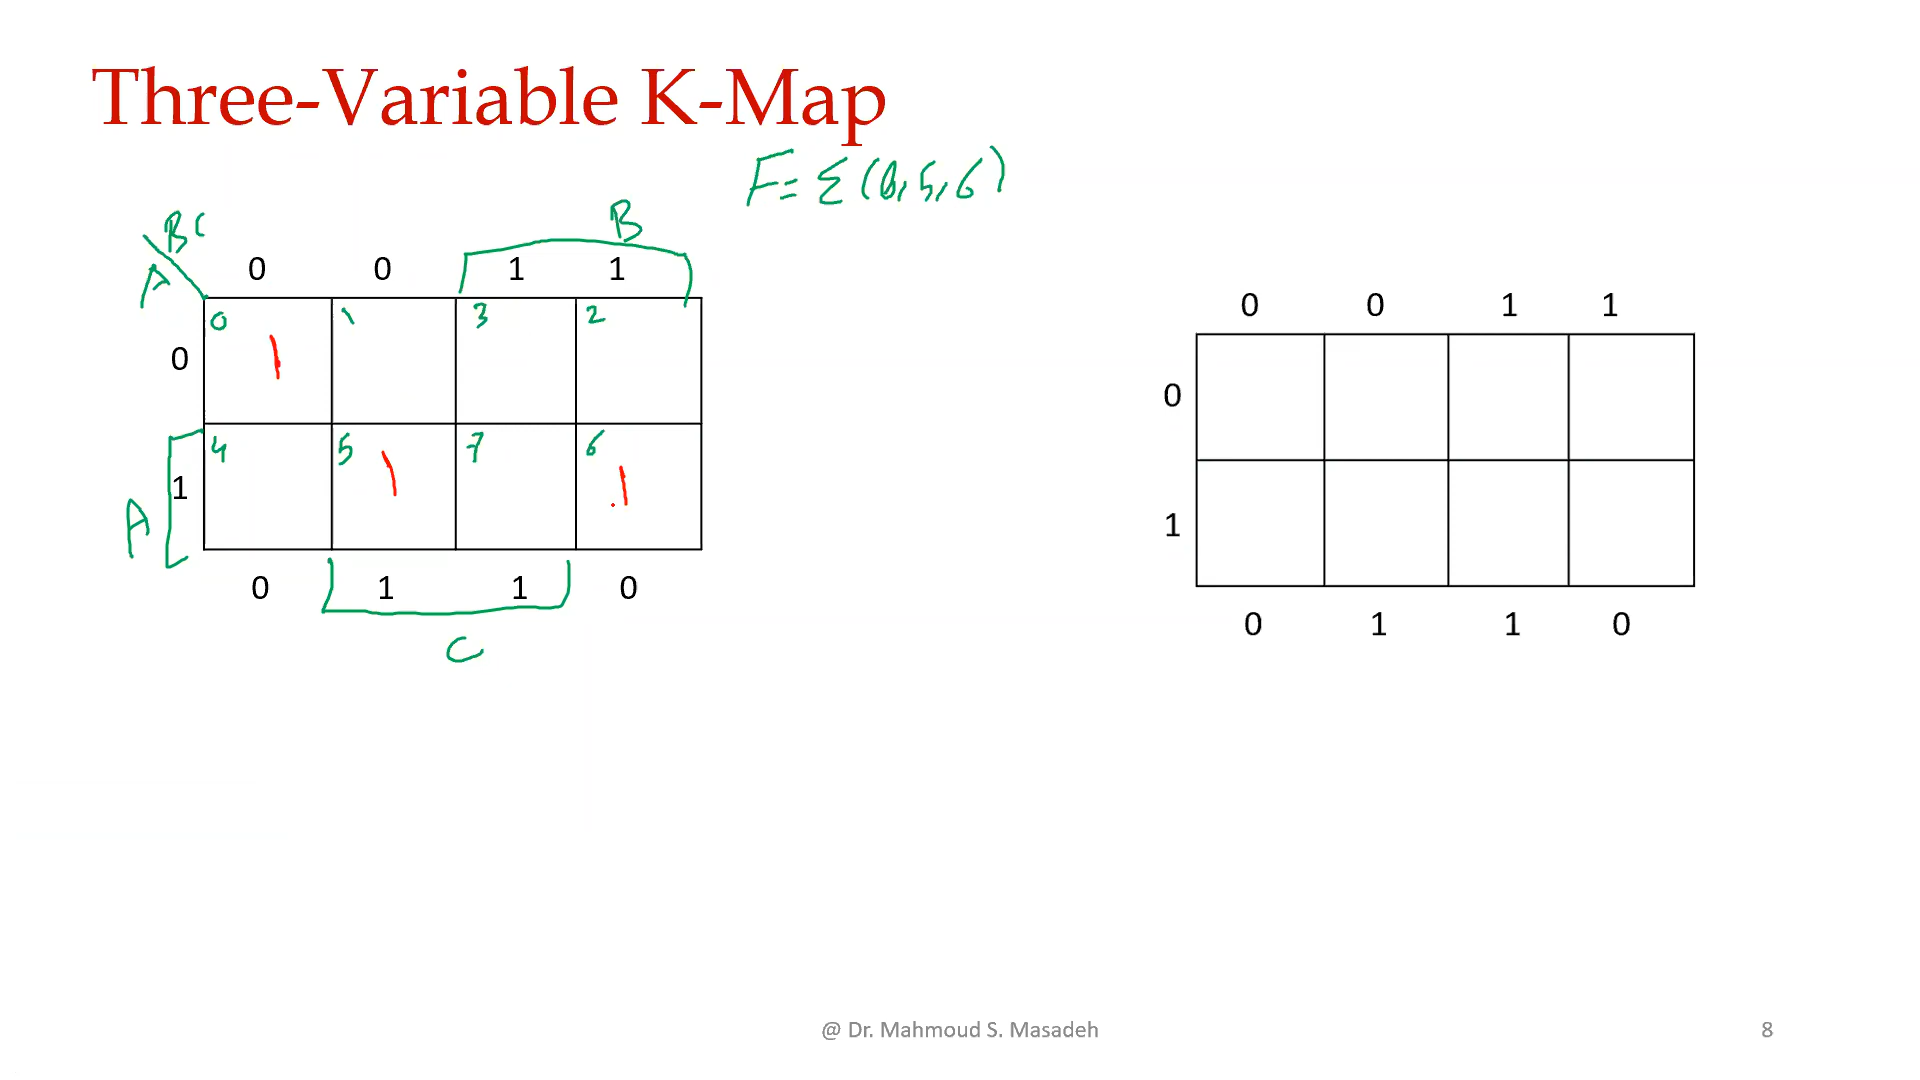 Three-Variable K-Map
F = Σ(0, 5, 6)
BC
A
B
0 0 1 1
0 1 3 2
0 1
4 5 7 6
A 1 1 1
0 1 1 0
C
0 0 1 1
0
1
0 1 1 0
@ Dr. Mahmoud S. Masadeh
8